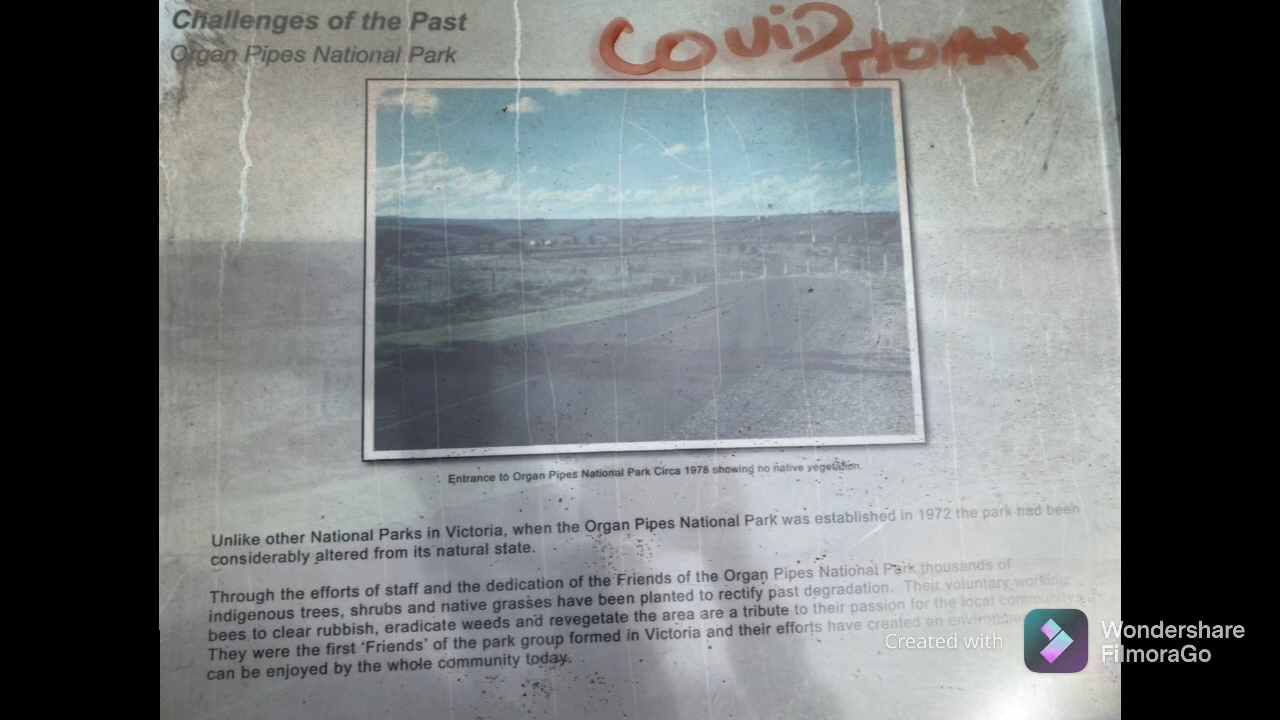 Challenges of the Past
Organ Pipes National Park
COVID HOAX
Entrance to Organ Pipes National Park Circa 1978 showing no native vegetation.
Unlike other National Parks in Victoria, when the Organ Pipes National Park was established in 1972 the park had been
considerably altered from its natural state.
Through the efforts of staff and the dedication of the Friends of the Organ Pipes National Park thousands of
indigenous trees, shrubs and native grasses have been planted to rectify past degradation. Their voluntary working
bees to clear rubbish, eradicate weeds and revegetate the area are a tribute to their passion for the local community.
They were the first 'Friends' of the park group formed in Victoria and their efforts have created an
can be enjoyed by the whole community today.
Created with
Wondershare
FilmoraGo